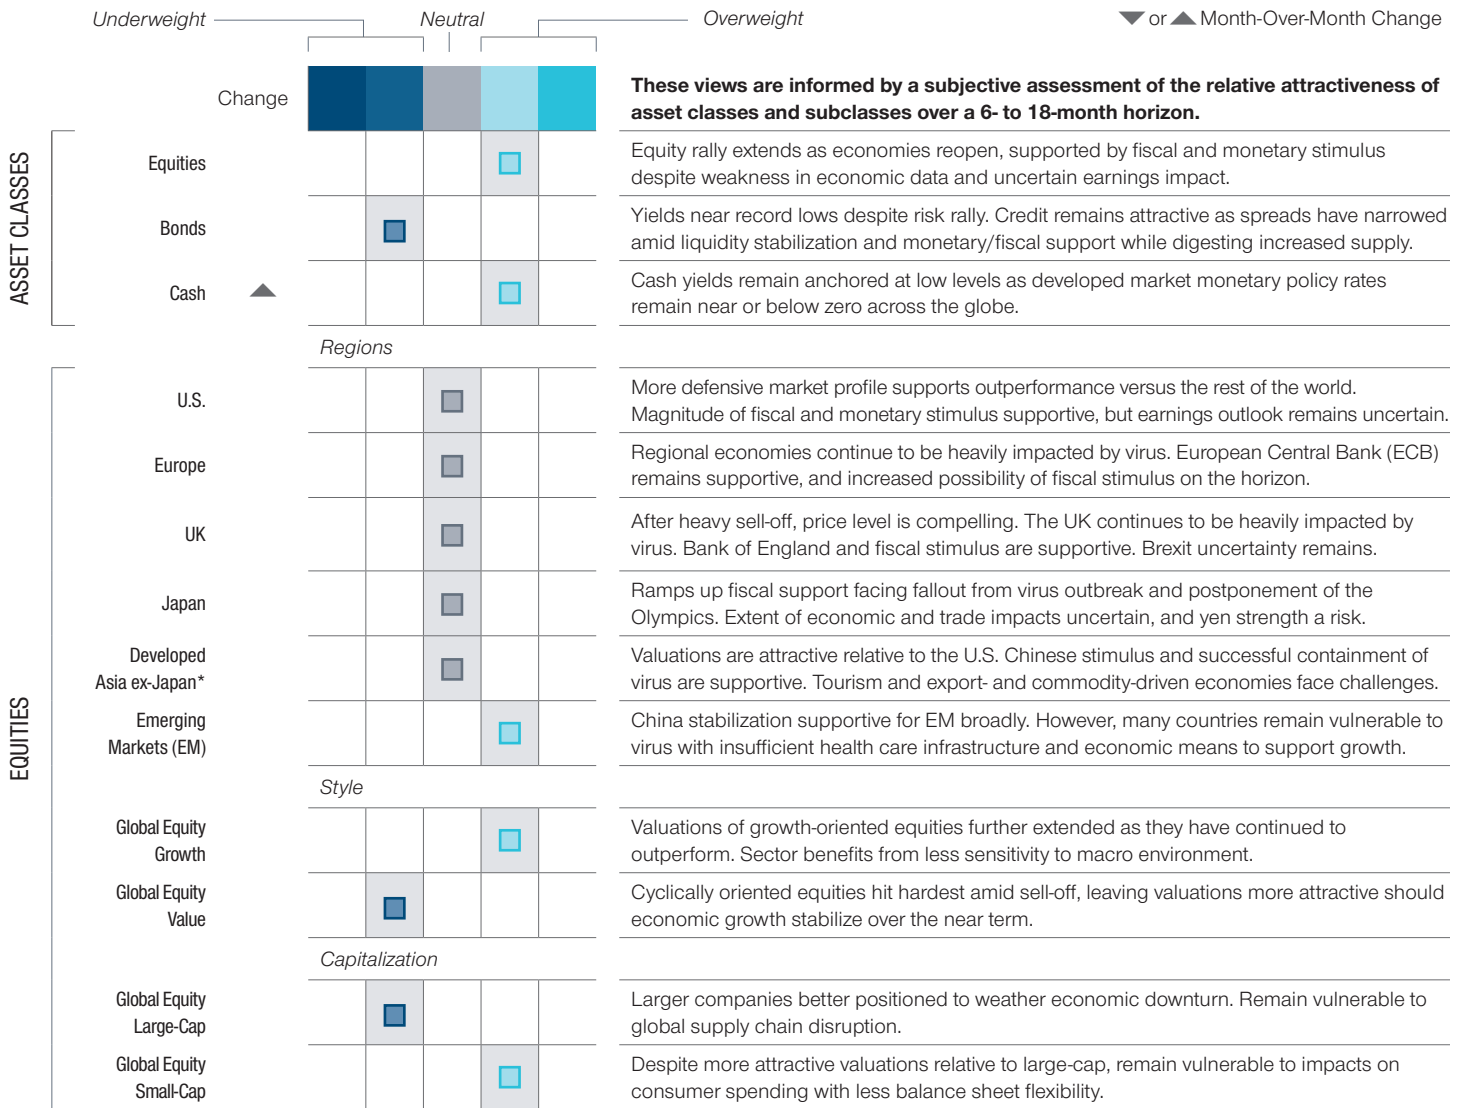 Underweight
Neutral
Overweight
or Month-Over-Month Change
Change
These views are informed by a subjective assessment of the relative attractiveness of
asset classes and subclasses over a 6- to 18-month horizon.
ASSET CLASSES
Equities
Equity rally extends as economies reopen, supported by fiscal and monetary stimulus
despite weakness in economic data and uncertain earnings impact.
Bonds
Yields near record lows despite risk rally. Credit remains attractive as spreads have narrowed
amid liquidity stabilization and monetary/fiscal support while digesting increased supply.
Cash
Cash yields remain anchored at low levels as developed market monetary policy rates
remain near or below zero across the globe.
EQUITIES
Regions
U.S.
More defensive market profile supports outperformance versus the rest of the world.
Magnitude of fiscal and monetary stimulus supportive, but earnings outlook remains uncertain.
Europe
Regional economies continue to be heavily impacted by virus. European Central Bank (ECB)
remains supportive, and increased possibility of fiscal stimulus on the horizon.
UK
After heavy sell-off, price level is compelling. The UK continues to be heavily impacted by
virus. Bank of England and fiscal stimulus are supportive. Brexit uncertainty remains.
Japan
Ramps up fiscal support facing fallout from virus outbreak and postponement of the
Olympics. Extent of economic and trade impacts uncertain, and yen strength a risk.
Developed
Asia ex-Japan*
Valuations are attractive relative to the U.S. Chinese stimulus and successful containment of
virus are supportive. Tourism and export- and commodity-driven economies face challenges.
Emerging
Markets (EM)
China stabilization supportive for EM broadly. However, many countries remain vulnerable to
virus with insufficient health care infrastructure and economic means to support growth.
Style
Global Equity
Growth
Valuations of growth-oriented equities further extended as they have continued to
outperform. Sector benefits from less sensitivity to macro environment.
Global Equity
Value
Cyclically oriented equities hit hardest amid sell-off, leaving valuations more attractive should
economic growth stabilize over the near term.
Capitalization
Global Equity
Large-Cap
Larger companies better positioned to weather economic downturn. Remain vulnerable to
global supply chain disruption.
Global Equity
Small-Cap
Despite more attractive valuations relative to large-cap, remain vulnerable to impacts on
consumer spending with less balance sheet flexibility.